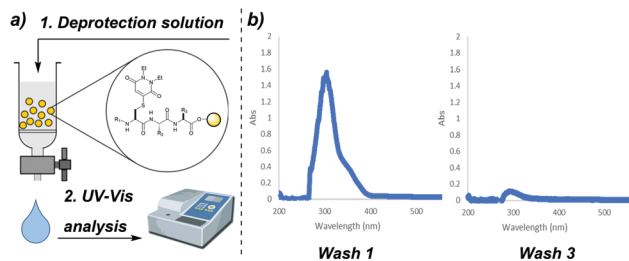 a)
1. Deprotection solution
Et
N
N
Et
O
O
S
R₁
N
H
O
H
N
R₂
O
N
H
R₃
O
O
2. UV-Vis
analysis
b)
2
1.8
1.6
1.4
1.2
1
0.8
0.6
0.4
0.2
0
Abs
200
300
400
500
Wavelength (nm)
Wash 1
2
1.8
1.6
1.4
1.2
1
0.8
0.6
0.4
0.2
0
Abs
200
300
400
500
Wavelength (nm)
Wash 3